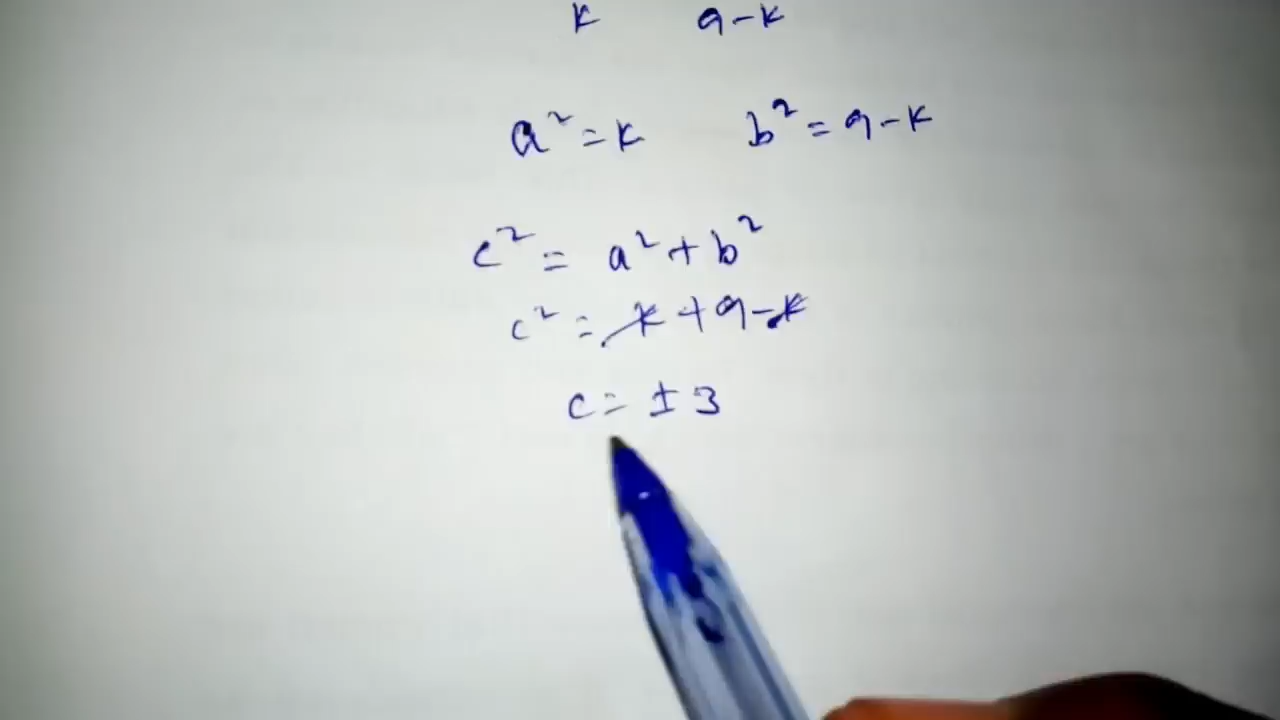 k 9-k
a² = k b² = 9-k
c² = a² + b²
c² = k + 9-k
c = ± 3